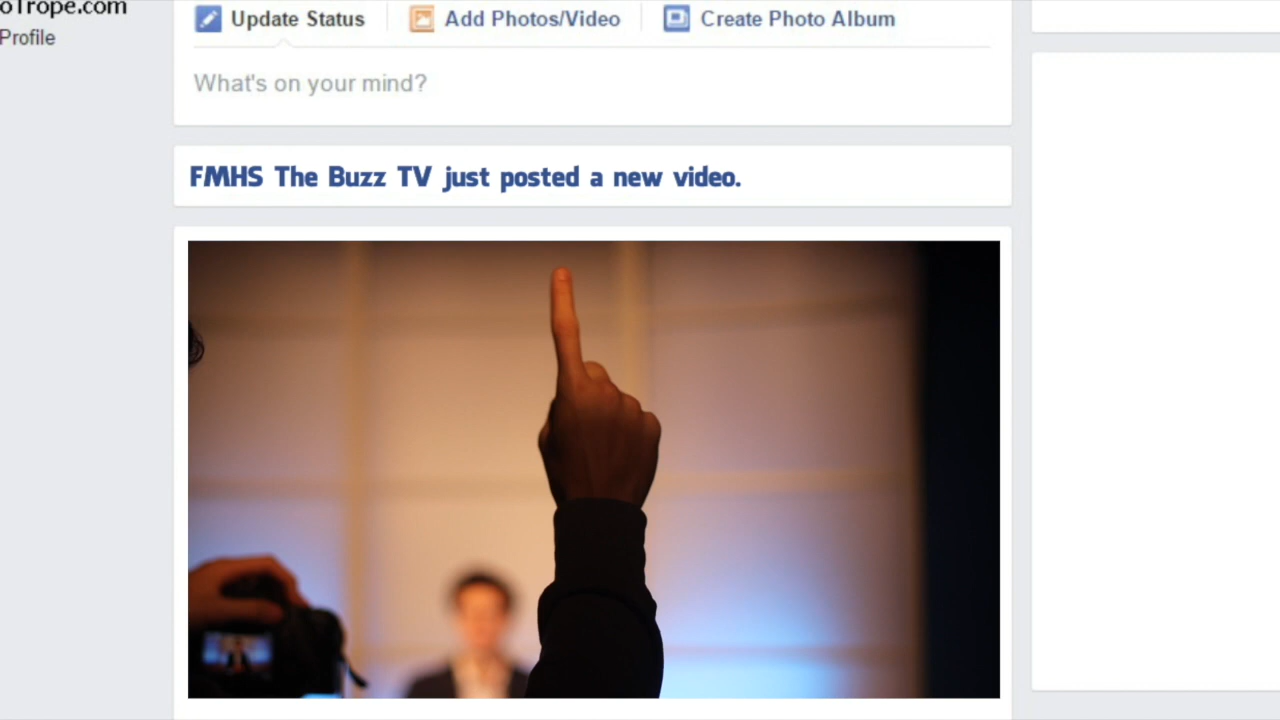 oTrope.com
Profile
Update Status
Add Photos/Video
Create Photo Album
What's on your mind?
FMHS The Buzz TV just posted a new video.